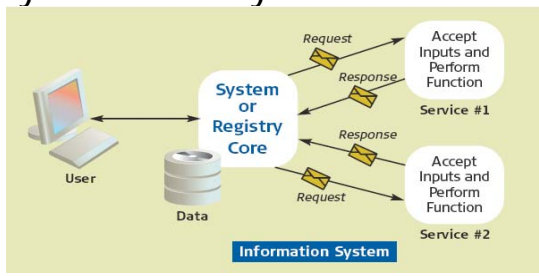 Request
Accept
Inputs and
Perform
Function
Service #1
Response
System
or
Registry
Core
User
Data
Response
Request
Accept
Inputs and
Perform
Function
Service #2
Information System